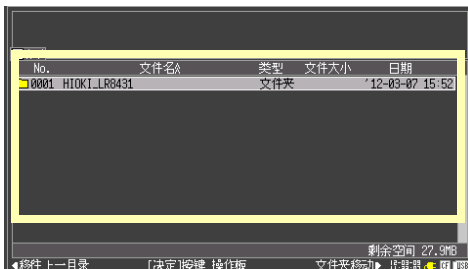 No. 文件名∧ 类型 文件大小 日期
0001 HIOKI_LR8431 文件夹 '12-03-07 15:52
剩余空间 27.9MB
上一目录 [决定]按键 操作板 文件夹移动